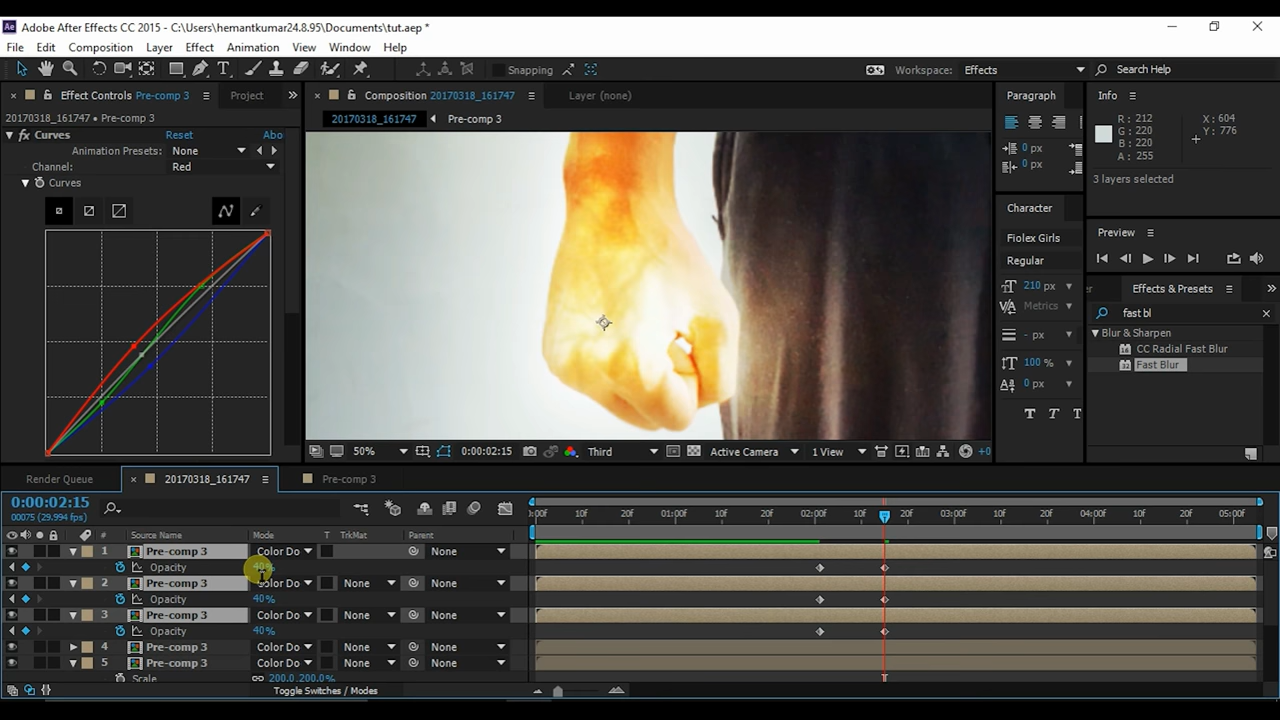 Adobe After Effects CC 2015 - C:\Users\hemantkumar24.8.95\Documents\tut.aep *
File Edit Composition Layer Effect Animation View Window Help
Snapping Workspace: Effects Search Help
Effect Controls Pre-comp 3 Project
Composition 20170318_161747 Layer (none)
Paragraph
Info
20170318_161747 • Pre-comp 3
20170318_161747 Pre-comp 3
R: 212 X: 604
G: 220 Y: 776
B: 220
A: 255
fx Curves Reset Abo
Animation Presets: None
Channel: Red
Curves
0 px
0 px
3 layers selected
Character
Preview
Fiolex Girls
Regular
210 px
Metrics
- px
100 %
0 px
T T T
Effects & Presets
fast bl
Blur & Sharpen
CC Radial Fast Blur
Fast Blur
50% 0:00:02:15 Third Active Camera 1 View +0
Render Queue 20170318_161747 Pre-comp 3
0:00:02:15
00075 (29.994 fps)
:00f 10f 20f 01:00f 10f 20f 02:00f 10f 20f 03:00f 10f 20f 04:00f 10f 20f 05:00f
# Source Name Mode T TrkMat Parent
1 Pre-comp 3 Color Do None
Opacity 40%
2 Pre-comp 3 Color Do None None
Opacity 40%
3 Pre-comp 3 Color Do None None
Opacity 40%
4 Pre-comp 3 Color Do None None
5 Pre-comp 3 Color Do None None
Scale 200.0,200.0%
Toggle Switches / Modes